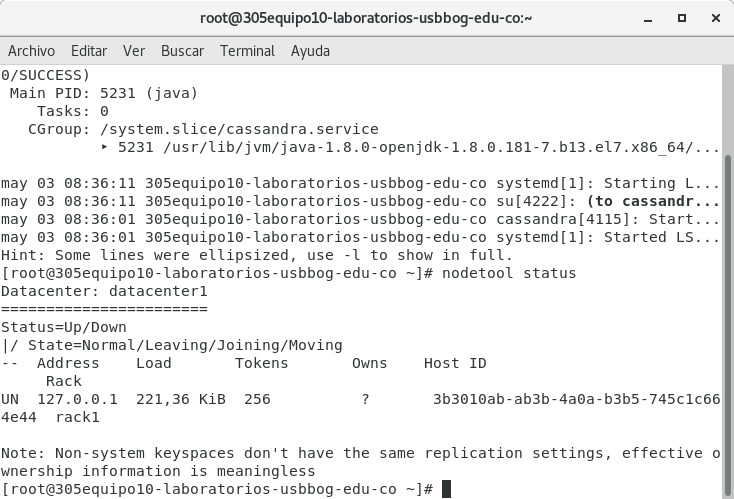 root@305equipo10-laboratorios-usbbog-edu-co:~
Archivo Editar Ver Buscar Terminal Ayuda
0/SUCCESS)
 Main PID: 5231 (java)
    Tasks: 0
   CGroup: /system.slice/cassandra.service
           ‣ 5231 /usr/lib/jvm/java-1.8.0-openjdk-1.8.0.181-7.b13.el7.x86_64/...
may 03 08:36:11 305equipo10-laboratorios-usbbog-edu-co systemd[1]: Starting L...
may 03 08:36:11 305equipo10-laboratorios-usbbog-edu-co su[4222]: (to cassandr...
may 03 08:36:01 305equipo10-laboratorios-usbbog-edu-co cassandra[4115]: Start...
may 03 08:36:01 305equipo10-laboratorios-usbbog-edu-co systemd[1]: Started LS...
Hint: Some lines were ellipsized, use -l to show in full.
[root@305equipo10-laboratorios-usbbog-edu-co ~]# nodetool status
Datacenter: datacenter1
=======================
Status=Up/Down
|/ State=Normal/Leaving/Joining/Moving
--  Address    Load       Tokens       Owns    Host ID
     Rack
UN  127.0.0.1  221,36 KiB  256          ?       3b3010ab-ab3b-4a0a-b3b5-745c1c66
4e44  rack1
Note: Non-system keyspaces don't have the same replication settings, effective o
wnership information is meaningless
[root@305equipo10-laboratorios-usbbog-edu-co ~]#